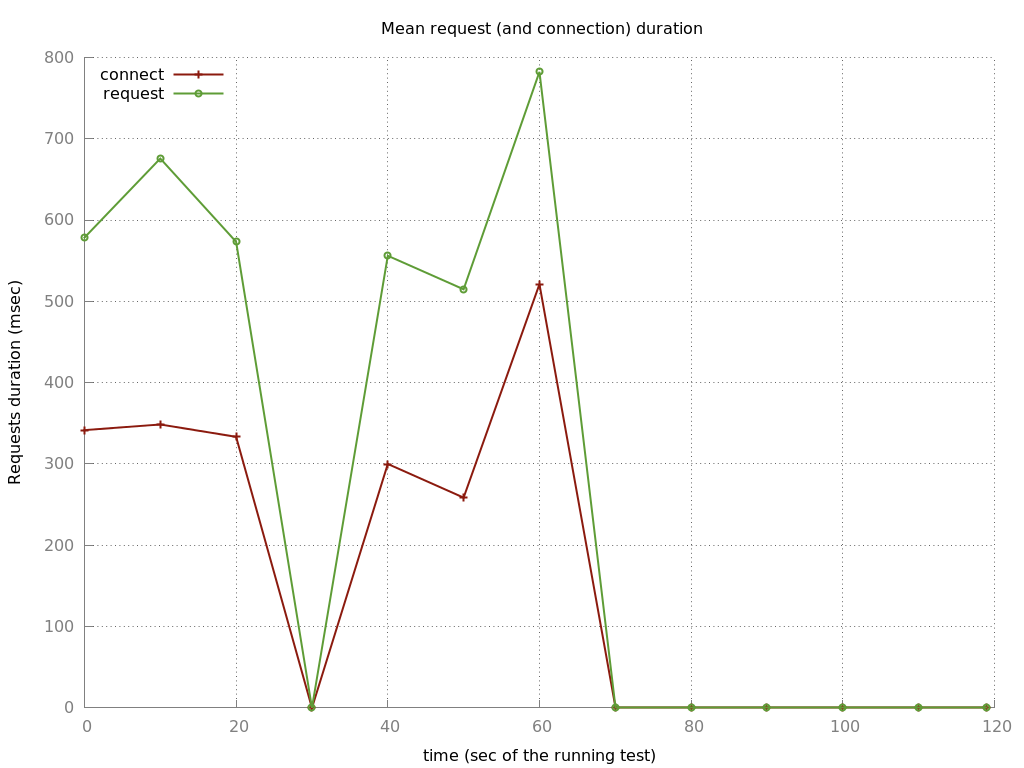 Mean request (and connection) duration
800
connect
request
700
600
500
400
300
200
100
0
Requests duration (msec)
0 20 40 60 80 100 120
time (sec of the running test)